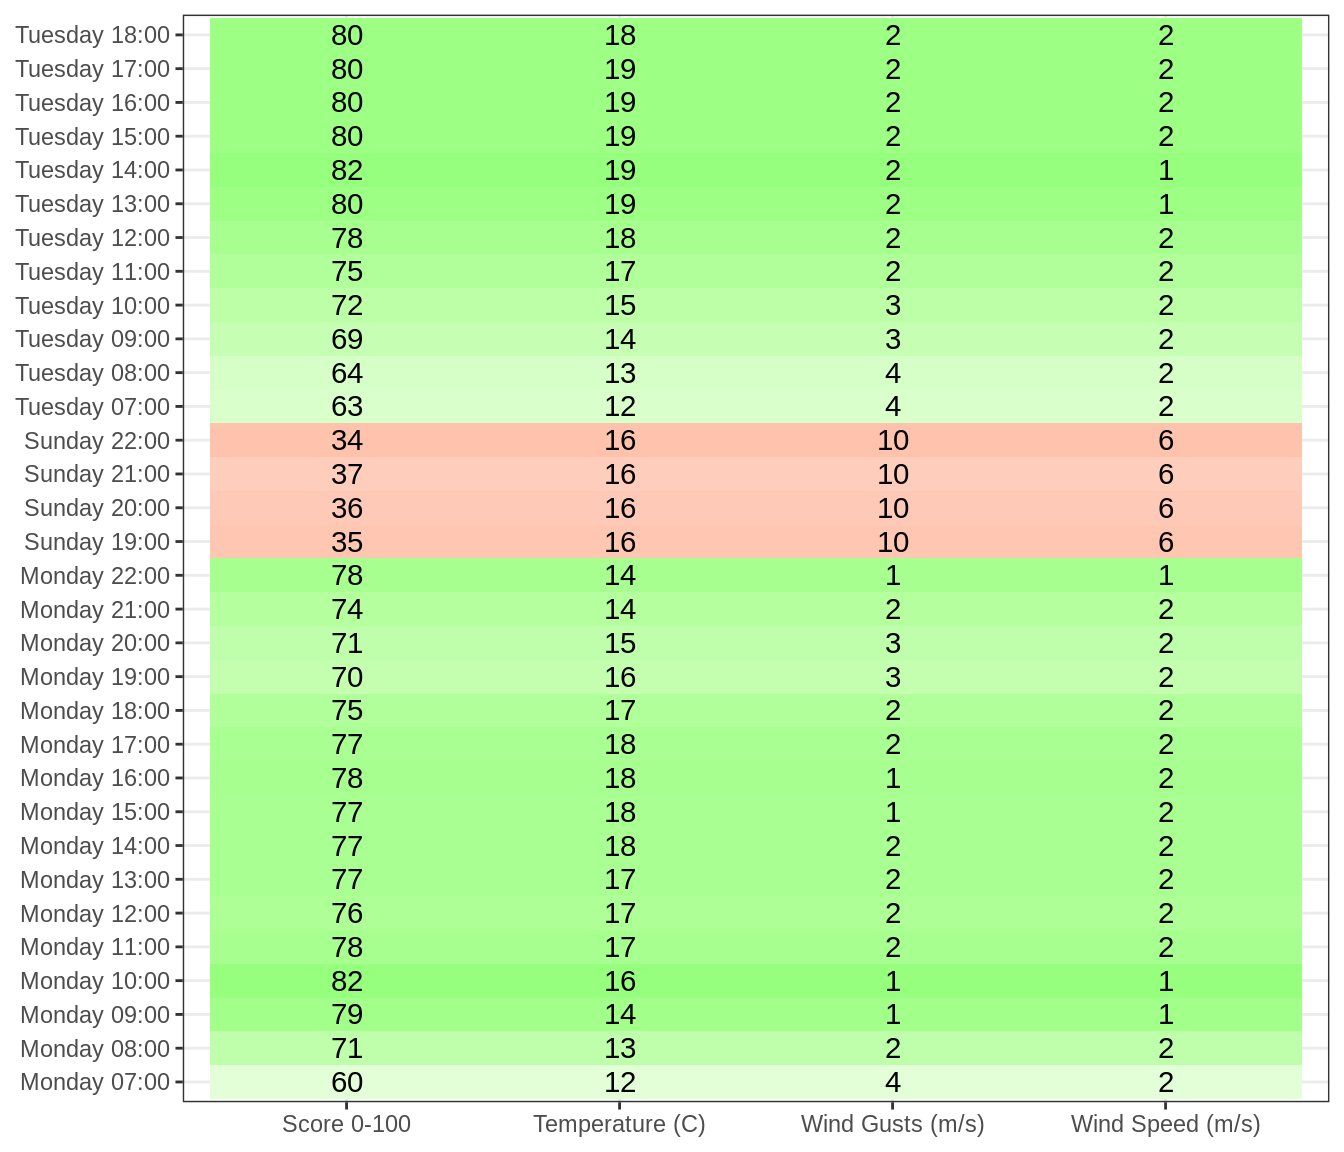 Tuesday 18:00 80 18 2 2
Tuesday 17:00 80 19 2 2
Tuesday 16:00 80 19 2 2
Tuesday 15:00 80 19 2 2
Tuesday 14:00 82 19 2 1
Tuesday 13:00 80 19 2 1
Tuesday 12:00 78 18 2 2
Tuesday 11:00 75 17 2 2
Tuesday 10:00 72 15 3 2
Tuesday 09:00 69 14 3 2
Tuesday 08:00 64 13 4 2
Tuesday 07:00 63 12 4 2
Sunday 22:00 34 16 10 6
Sunday 21:00 37 16 10 6
Sunday 20:00 36 16 10 6
Sunday 19:00 35 16 10 6
Monday 22:00 78 14 1 1
Monday 21:00 74 14 2 2
Monday 20:00 71 15 3 2
Monday 19:00 70 16 3 2
Monday 18:00 75 17 2 2
Monday 17:00 77 18 2 2
Monday 16:00 78 18 1 2
Monday 15:00 77 18 1 2
Monday 14:00 77 18 2 2
Monday 13:00 77 17 2 2
Monday 12:00 76 17 2 2
Monday 11:00 78 17 2 2
Monday 10:00 82 16 1 1
Monday 09:00 79 14 1 1
Monday 08:00 71 13 2 2
Monday 07:00 60 12 4 2
Score 0-100 Temperature (C) Wind Gusts (m/s) Wind Speed (m/s)